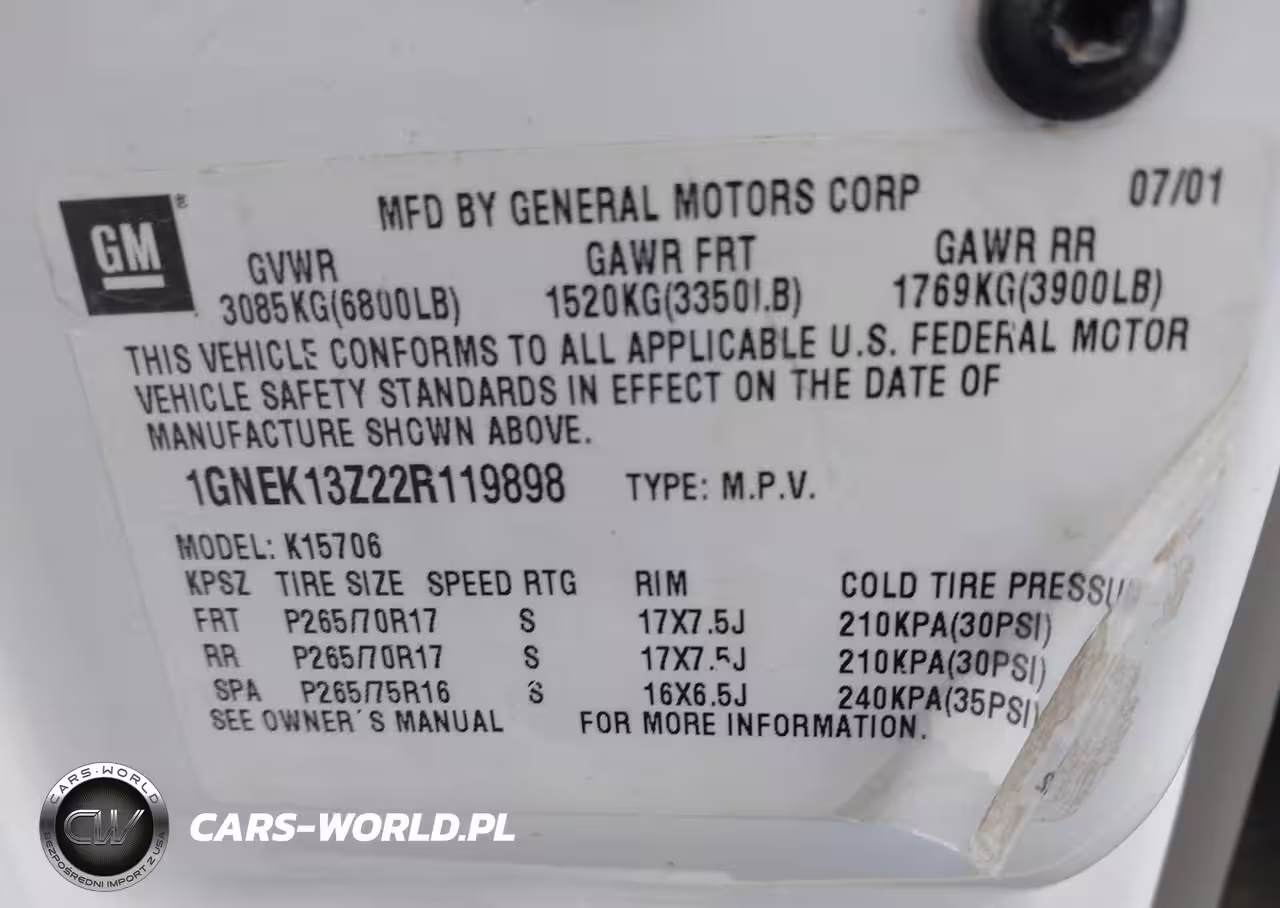 GM®
MFD BY GENERAL MOTORS CORP 07/01
GVWR GAWR FRT GAWR RR
3085KG(6800LB) 1520KG(3350LB) 1769KG(3900LB)
THIS VEHICLE CONFORMS TO ALL APPLICABLE U.S. FEDERAL MOTOR
VEHICLE SAFETY STANDARDS IN EFFECT ON THE DATE OF
MANUFACTURE SHOWN ABOVE.
1GNEK13Z22R119898 TYPE: M.P.V.
MODEL: K15706
KPSZ TIRE SIZE SPEED RTG RIM COLD TIRE PRESSU
FRT P265/70R17 S 17X7.5J 210KPA(30PSI)
RR P265/70R17 S 17X7.5J 210KPA(30PSI)
SPA P265/75R16 S 16X6.5J 240KPA(35PSI)
SEE OWNER'S MANUAL FOR MORE INFORMATION.
CARS-WORLD
CW
BEZPOŚREDNI IMPORT Z USA
CARS-WORLD.PL